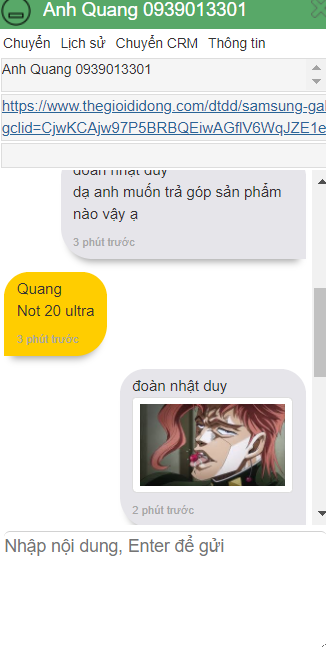 Anh Quang 0939013301
Chuyển Lịch sử Chuyển CRM Thông tin
Anh Quang 0939013301
https://www.thegioididong.com/dtdd/samsung-gal
gclid=CjwKCAjw97P5BRBQEiwAGflV6WqJZE1e
đoàn nhật duy
dạ anh muốn trả góp sản phẩm
nào vậy ạ
3 phút trước
Quang
Not 20 ultra
3 phút trước
đoàn nhật duy
2 phút trước
Nhập nội dung, Enter để gửi